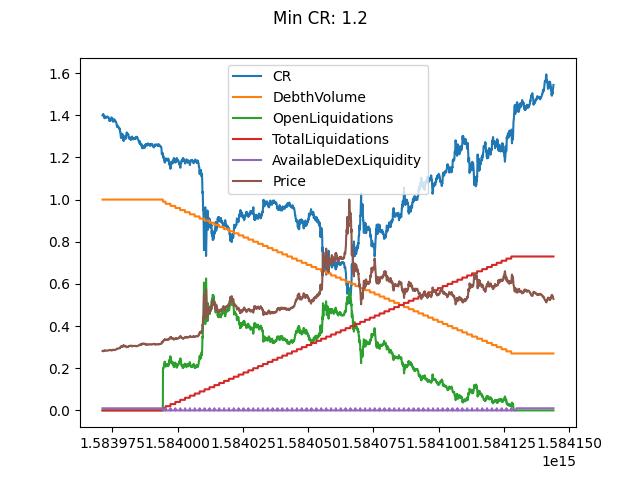 Min CR: 1.2
CR
DebthVolume
OpenLiquidations
TotalLiquidations
AvailableDexLiquidity
Price
1.6
1.4
1.2
1.0
0.8
0.6
0.4
0.2
0.0
1.583975 1.584000 1.584025 1.584050 1.584075 1.584100 1.584125 1.584150
1e15